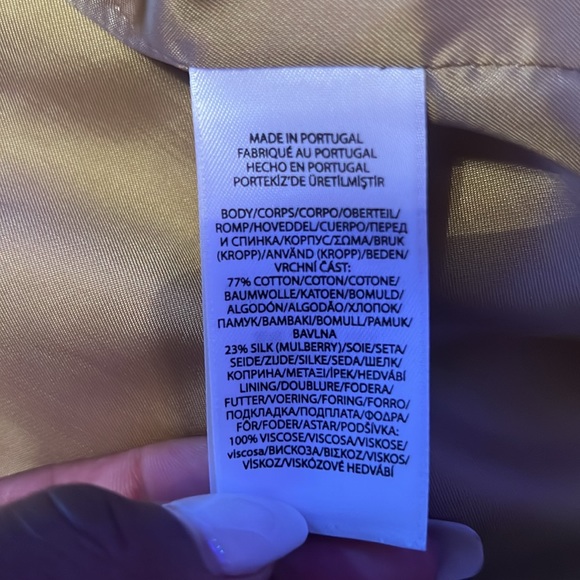 MADE IN PORTUGAL
FABRIQUÉ AU PORTUGAL
HECHO EN PORTUGAL
PORTEKİZ'DE ÜRETİLMİŞTİR
BODY/CORPS/CORPO/OBERTEIL/
ROMP/HOVEDDEL/CUERPO/ПЕРЕД
И СПИНКА/КОРПУС/ΣΩΜΑ/BRUK
(KROPP)/ANVÄND (KROPP)/BEDEN/
VRCHNÍ ČÁST:
77% COTTON/COTON/COTONE/
BAUMWOLLE/KATOEN/BOMULD/
ALGODÓN/ALGODÃO/ХЛОПОК/
ПАМУК/ΒΑΜΒΑΚΙ/BOMULL/PAMUK/
BAVLNA
23% SILK (MULBERRY)/SOIE/SETA/
SEIDE/ZIJDE/SILKE/SEDA/ШЕЛК/
КОПРИНА/ΜΕΤΑΞΙ/İPEK/HEDVÁBÍ
LINING/DOUBLURE/FODERA/
FUTTER/VOERING/FORING/FORRO/
ПОДКЛАДКА/ПОДПЛАТА/ΦΟΔΡΑ/
FÔR/FODER/ASTAR/PODŠÍVKA:
100% VISCOSE/VISCOSA/VISKOSE/
viscosa/ВИСКОЗА/ΒΙΣΚΟΖ/VISKOS/
VİSKOZ/VISKÓZOVÉ HEDVÁBÍ